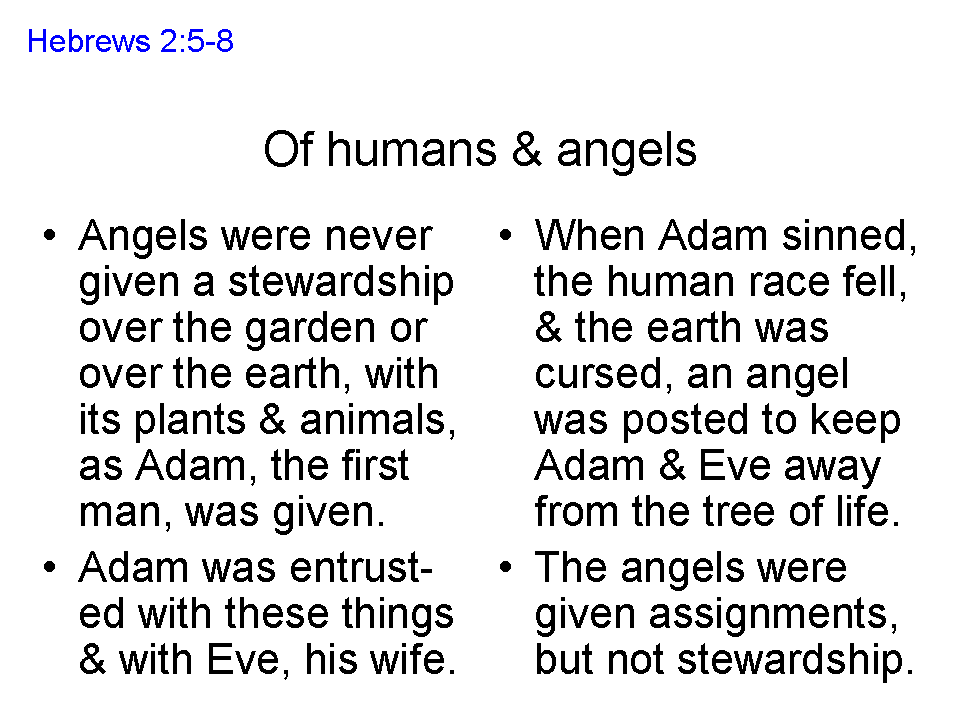 Hebrews 2:5-8
Of humans & angels
• Angels were never
given a stewardship
over the garden or
over the earth, with
its plants & animals,
as Adam, the first
man, was given.
• Adam was entrust-
ed with these things
& with Eve, his wife.
• When Adam sinned,
the human race fell,
& the earth was
cursed, an angel
was posted to keep
Adam & Eve away
from the tree of life.
• The angels were
given assignments,
but not stewardship.